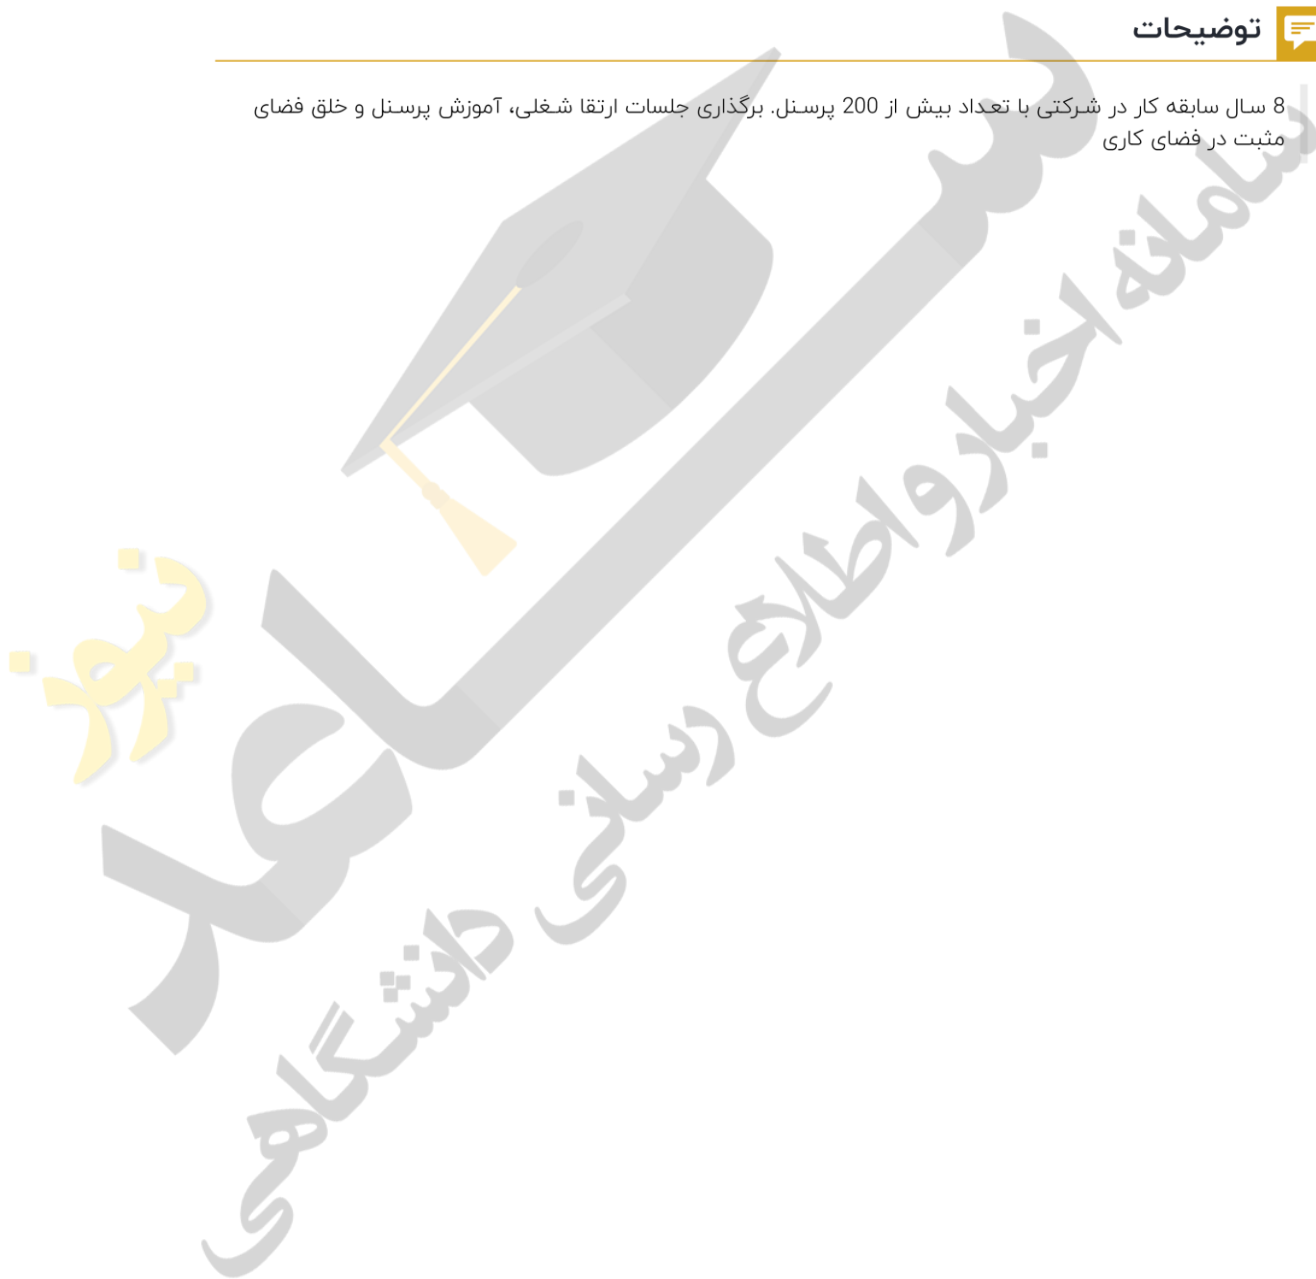 توضیحات
8 سال سابقه کار در شرکتی با تعداد بیش از 200 پرسنل. برگذاری جلسات ارتقا شغلی، آموزش پرسنل و خلق فضای
مثبت در فضای کاری
ساعد
نیوز
سامانه اخبار و اطلاع رسانی دانشگاهی